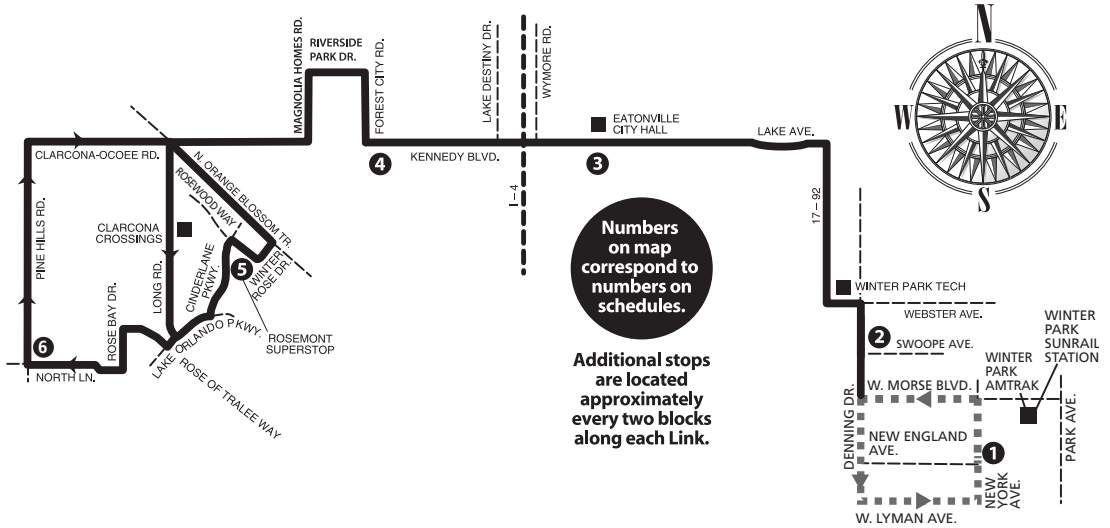 MAGNOLIA HOMES RD.
RIVERSIDE
PARK DR.
FOREST CITY RD.
LAKE DESTINY DR.
WYMORE RD.
N
W
E
S
EATONVILLE
CITY HALL
LAKE AVE.
CLARCONA-OCOEE RD.
4
KENNEDY BLVD.
3
I-4
17-92
PINE HILLS RD.
N. ORANGE BLOSSOM TR.
ROSEWOOD WAY
CLARCONA
CROSSINGS
LONG RD.
CINDERLANE
PKWY.
5
WINTER
ROSE DR.
ROSE BAY DR.
LAKE ORLANDO PKWY.
ROSEMONT
SUPERSTOP
6
NORTH LN.
ROSE OF TRALEE WAY
Numbers
on map
correspond to
numbers on
schedules.
Additional stops
are located
approximately
every two blocks
along each Link.
WINTER PARK TECH
WEBSTER AVE.
2
SWOOPE AVE.
WINTER
PARK
SUNRAIL
STATION
WINTER
PARK
AMTRAK
W. MORSE BLVD.
DENNING DR.
NEW ENGLAND
AVE.
1
NEW
YORK
AVE.
PARK AVE.
W. LYMAN AVE.